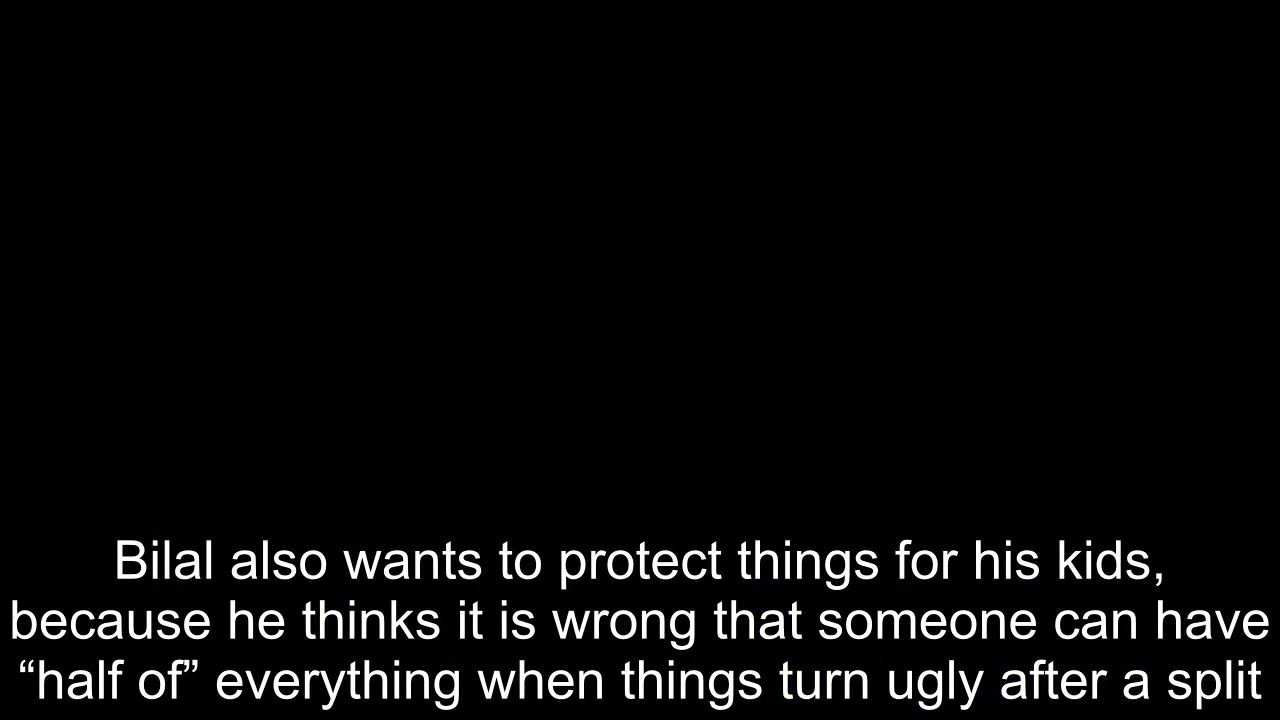 Bilal also wants to protect things for his kids,
because he thinks it is wrong that someone can have
“half of” everything when things turn ugly after a split